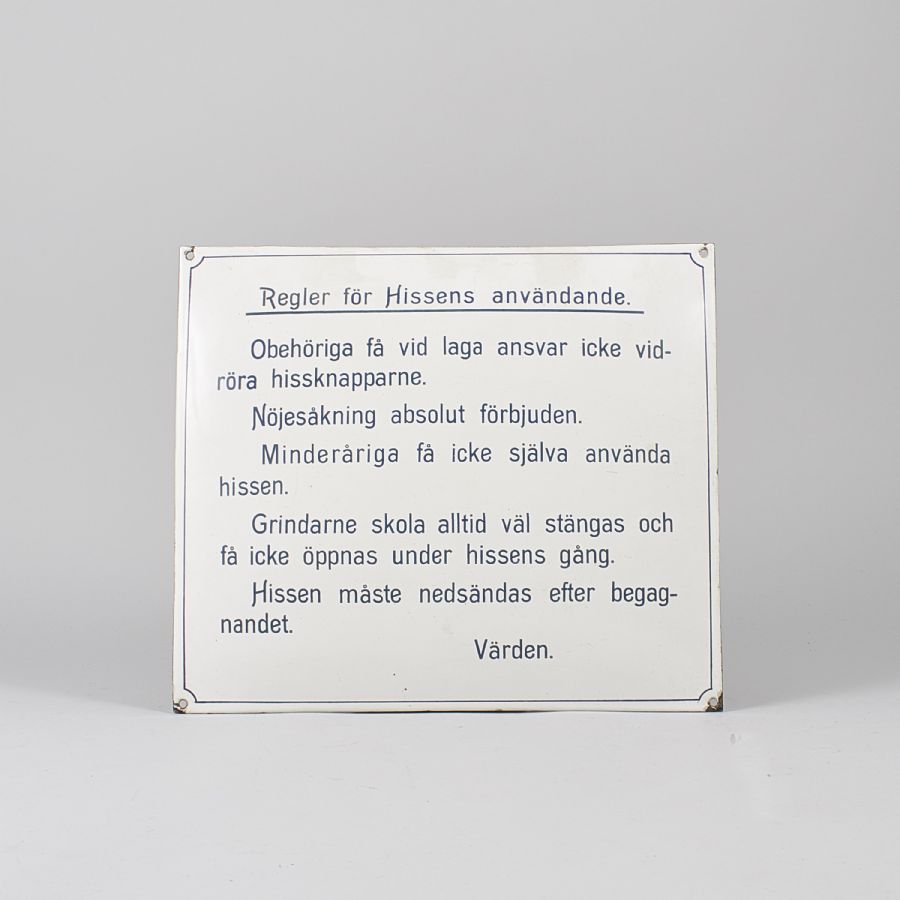 Regler för Hissens användande.
Obehöriga få vid laga ansvar icke vid-
röra hissknapparne.
Nöjesåkning absolut förbjuden.
Minderåriga få icke själva använda
hissen.
Grindarne skola alltid väl stängas och
få icke öppnas under hissens gång.
Hissen måste nedsändas efter begag-
nandet.
Värden.